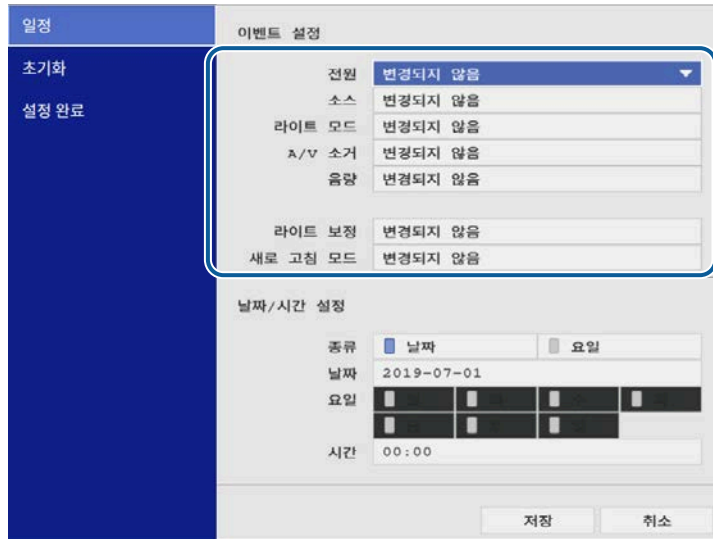 일정
초기화
설정 완료
이벤트 설정
전원 변경되지 않음
소스 변경되지 않음
라이트 모드 변경되지 않음
A/V 소거 변경되지 않음
음량 변경되지 않음
라이트 보정 변경되지 않음
새로 고침 모드 변경되지 않음
날짜/시간 설정
종류 날짜 요일
날짜 2019-07-01
요일
시간 00:00
저장 취소